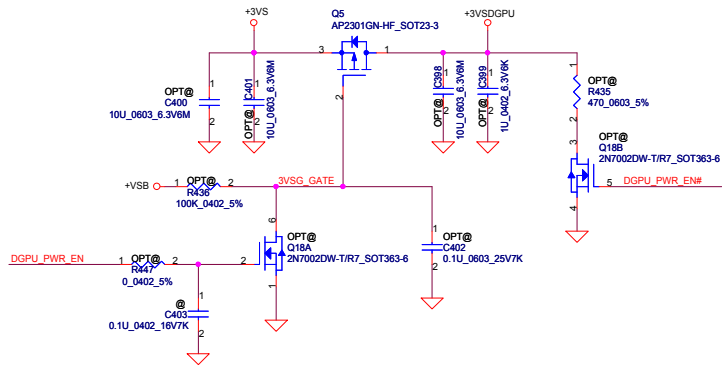 +3VS
Q5
AP2301GN-HF_SOT23-3
+3VSDGPU
3
1
2
OPT@
C400
10U_0603_6.3V6M
1
2
OPT@
C401
10U_0603_6.3V6M
1
2
OPT@
C398
10U_0603_6.3V6M
1
2
OPT@
C399
1U_0402_6.3V6K
1
2
1
OPT@
R435
470_0603_5%
2
3
OPT@
Q18B
2N7002DW-T/R7_SOT363-6
5
DGPU_PWR_EN#
4
+VSB
1
2
R436
100K_0402_5%
3VSG_GATE
6
OPT@
Q18A
2N7002DW-T/R7_SOT363-6
2
1
1
OPT@
C402
0.1U_0603_25V7K
2
DGPU_PWR_EN
1
OPT@
2
R447
0_0402_5%
1
@
C403
0.1U_0402_16V7K
2